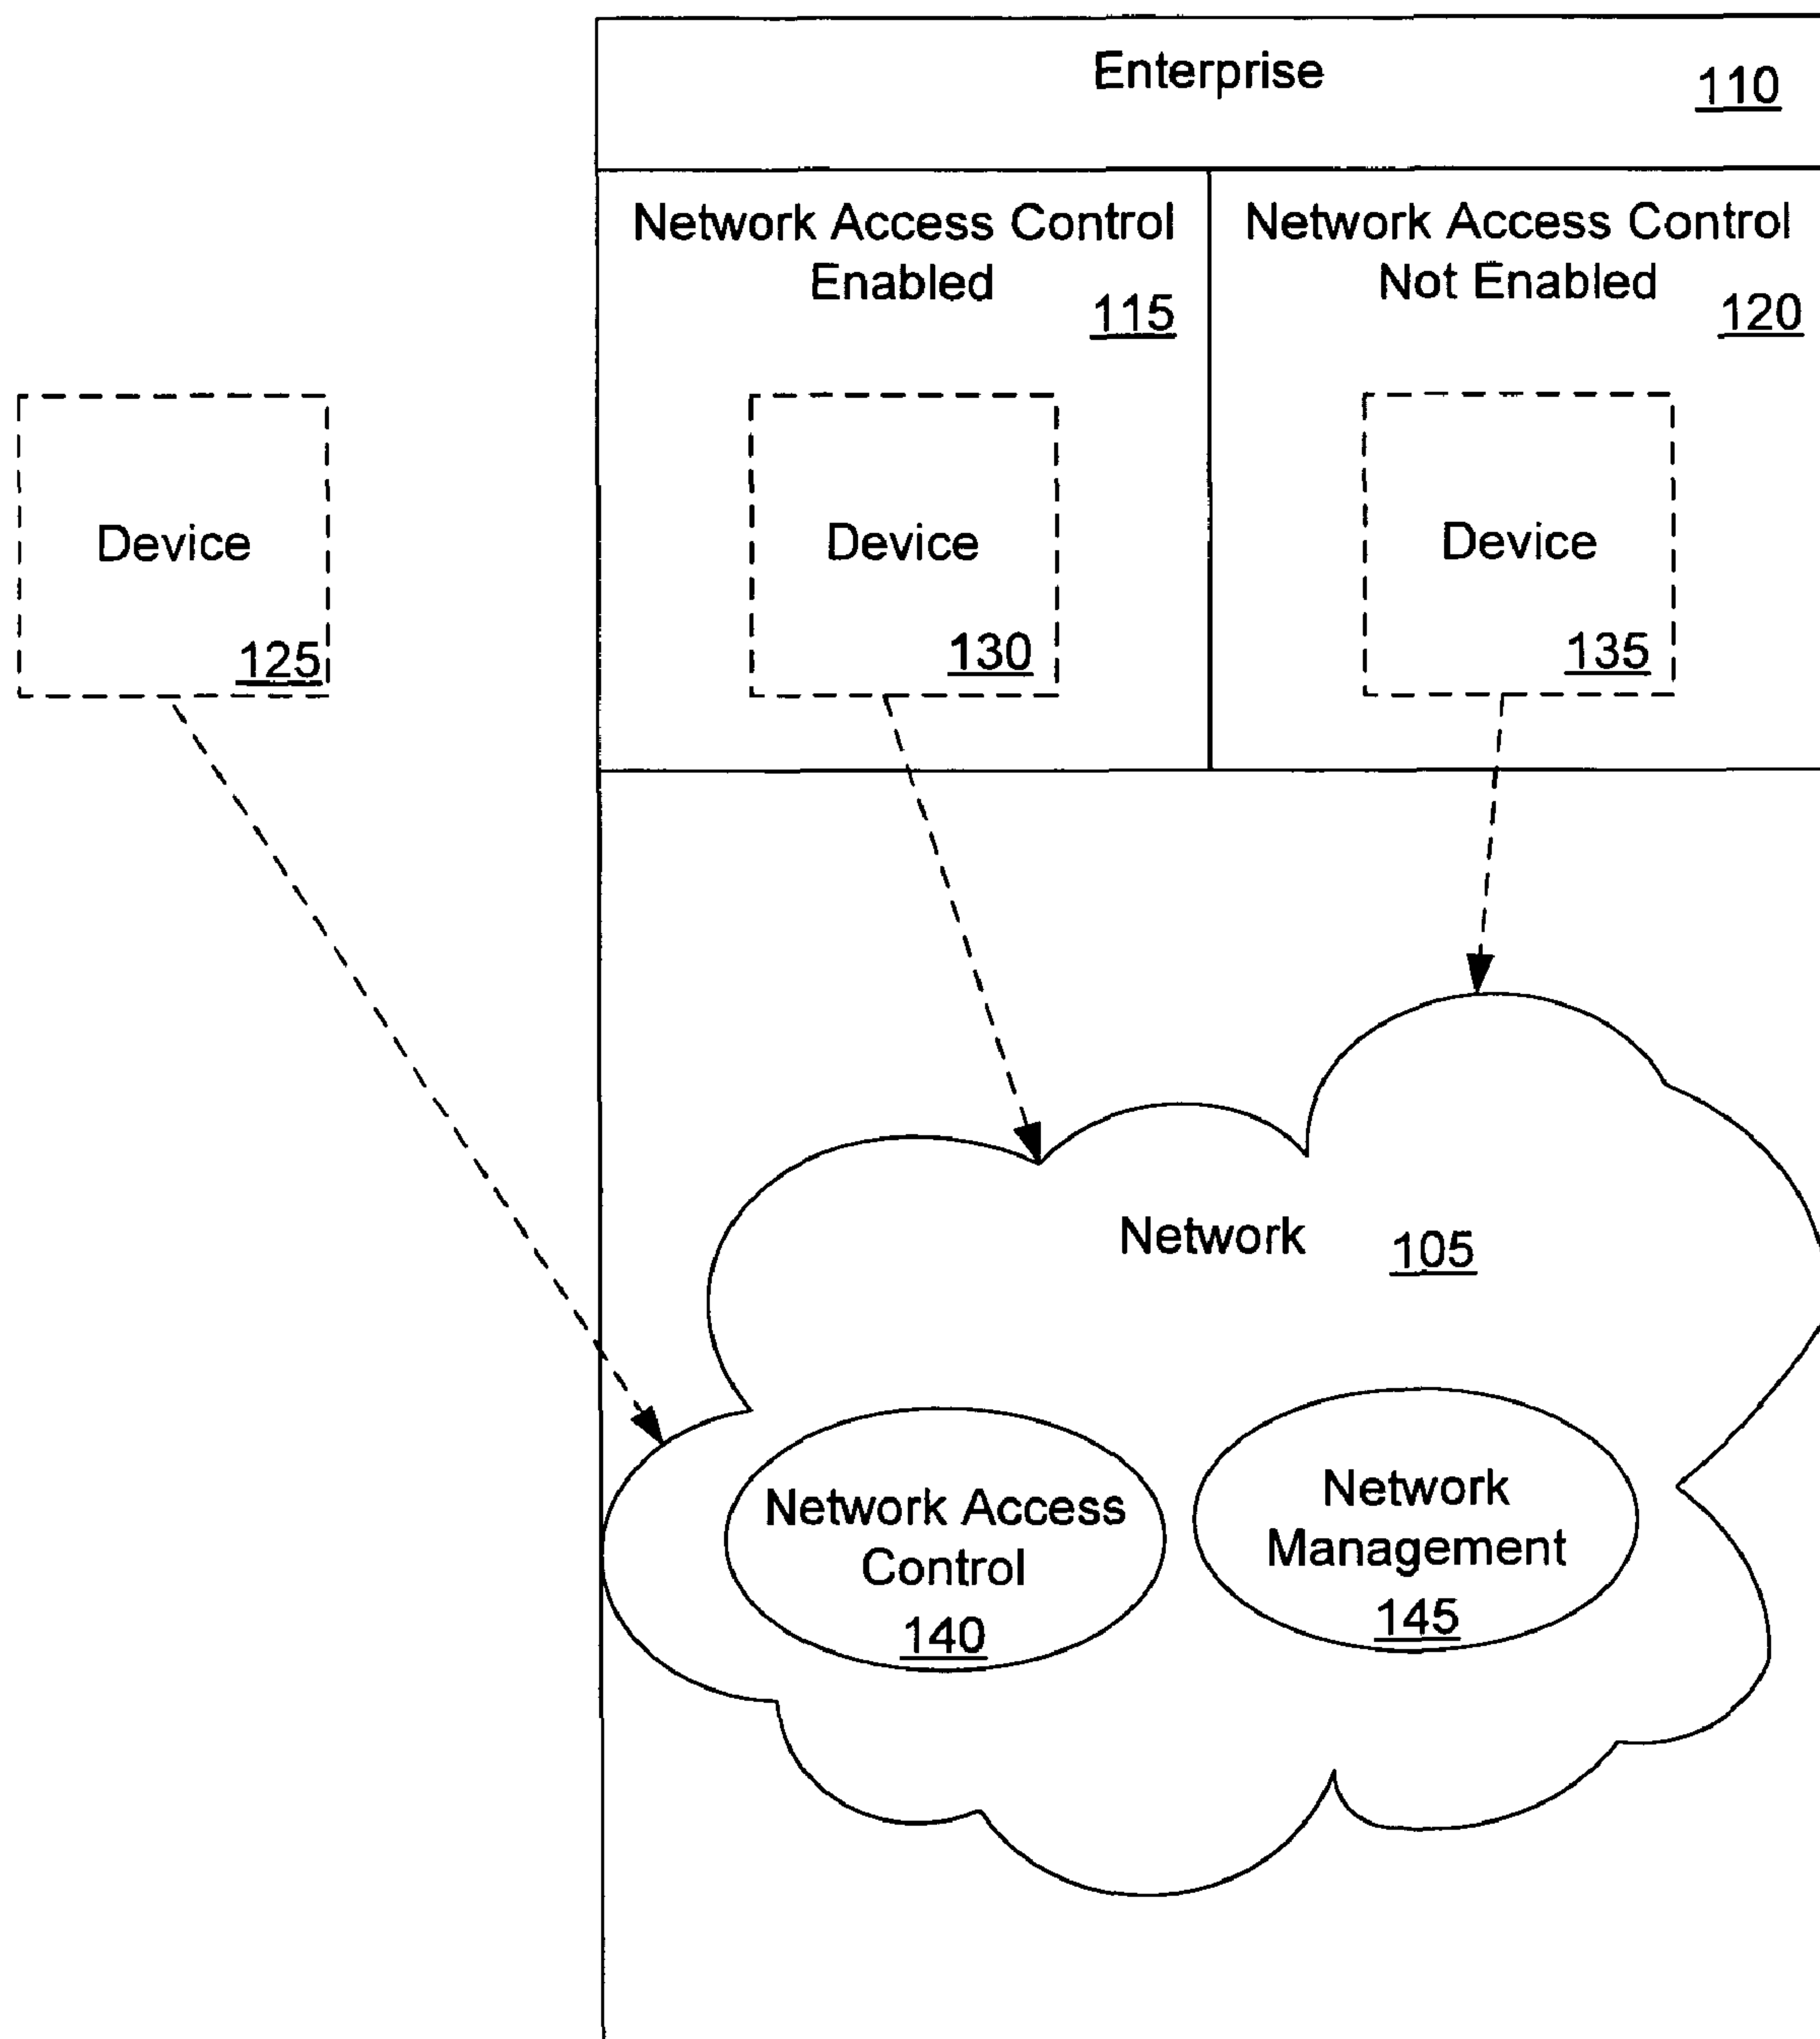 Enterprise
110
Network Access Control
Enabled
115
Network Access Control
Not Enabled
120
Device
125
Device
130
Device
135
Network
105
Network Access
Control
140
Network
Management
145